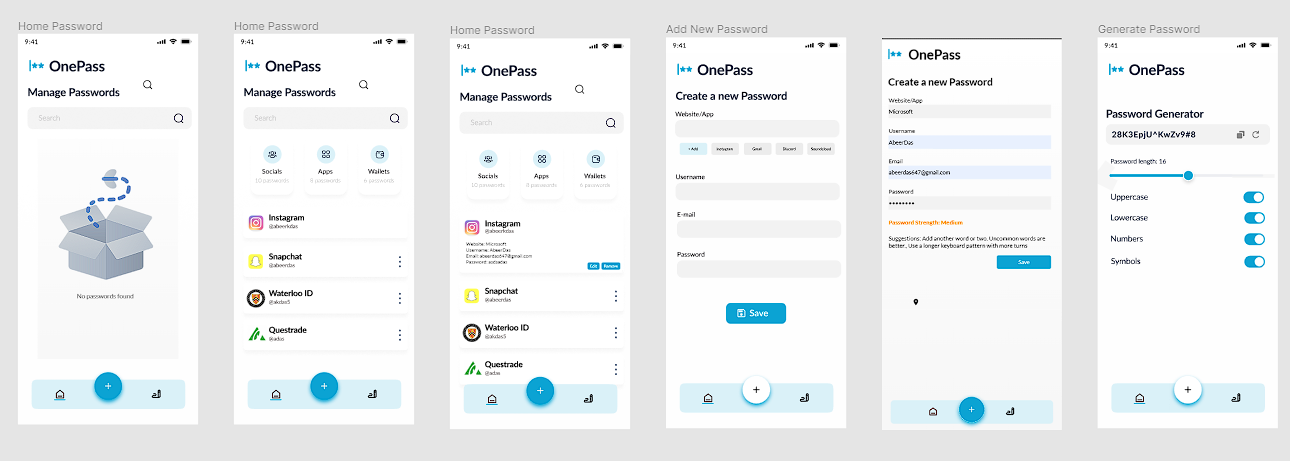 Home Password
9:41
OnePass
Manage Passwords
Search
No passwords found
Home Password
9:41
OnePass
Manage Passwords
Search
Socials
10 passwords
Apps
8 passwords
Wallets
6 passwords
Instagram
@abeerkdas
Snapchat
@abeerdas
Waterloo ID
@akdas5
Questrade
@adas
Home Password
9:41
OnePass
Manage Passwords
Search
Socials
10 passwords
Apps
8 passwords
Wallets
6 passwords
Instagram
@abeerkdas
Website: Microsoft
Username: AbeerDas
Email: abeerdas647@gmail.com
Password: asdsadas
Edit
Remove
Snapchat
@abeerdas
Waterloo ID
@akdas5
Questrade
@adas
Add New Password
9:41
OnePass
Create a new Password
Website/App
+ Add
Instagram
Gmail
Discord
Soundcloud
Username
E-mail
Password
Save
OnePass
Create a new Password
Website/App
Microsoft
Username
AbeerDas
Email
abeerdas647@gmail.com
Password
••••••••
Password Strength: Medium
Suggestions: Add another word or two. Uncommon words are
better., Use a longer keyboard pattern with more turns
Save
Generate Password
9:41
OnePass
Password Generator
28K3EpjU^KwZv9#8
Password length: 16
Uppercase
Lowercase
Numbers
Symbols